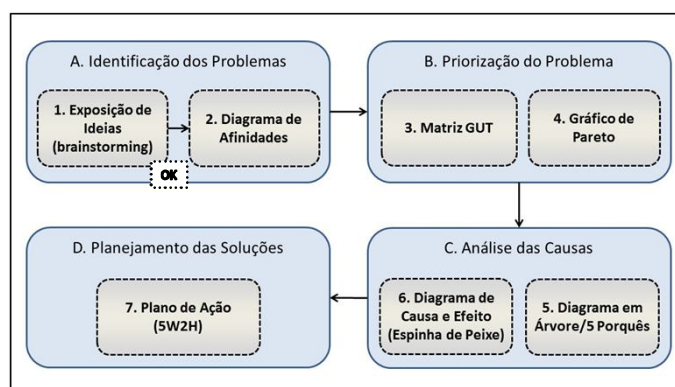 A. Identificação dos Problemas
1. Exposição de
Ideias
(brainstorming)
2. Diagrama de
Afinidades
OK
B. Priorização do Problema
3. Matriz GUT
4. Gráfico de
Pareto
D. Planejamento das Soluções
7. Plano de Ação
(5W2H)
C. Análise das Causas
6. Diagrama de
Causa e Efeito
(Espinha de Peixe)
5. Diagrama em
Árvore/5 Porquês